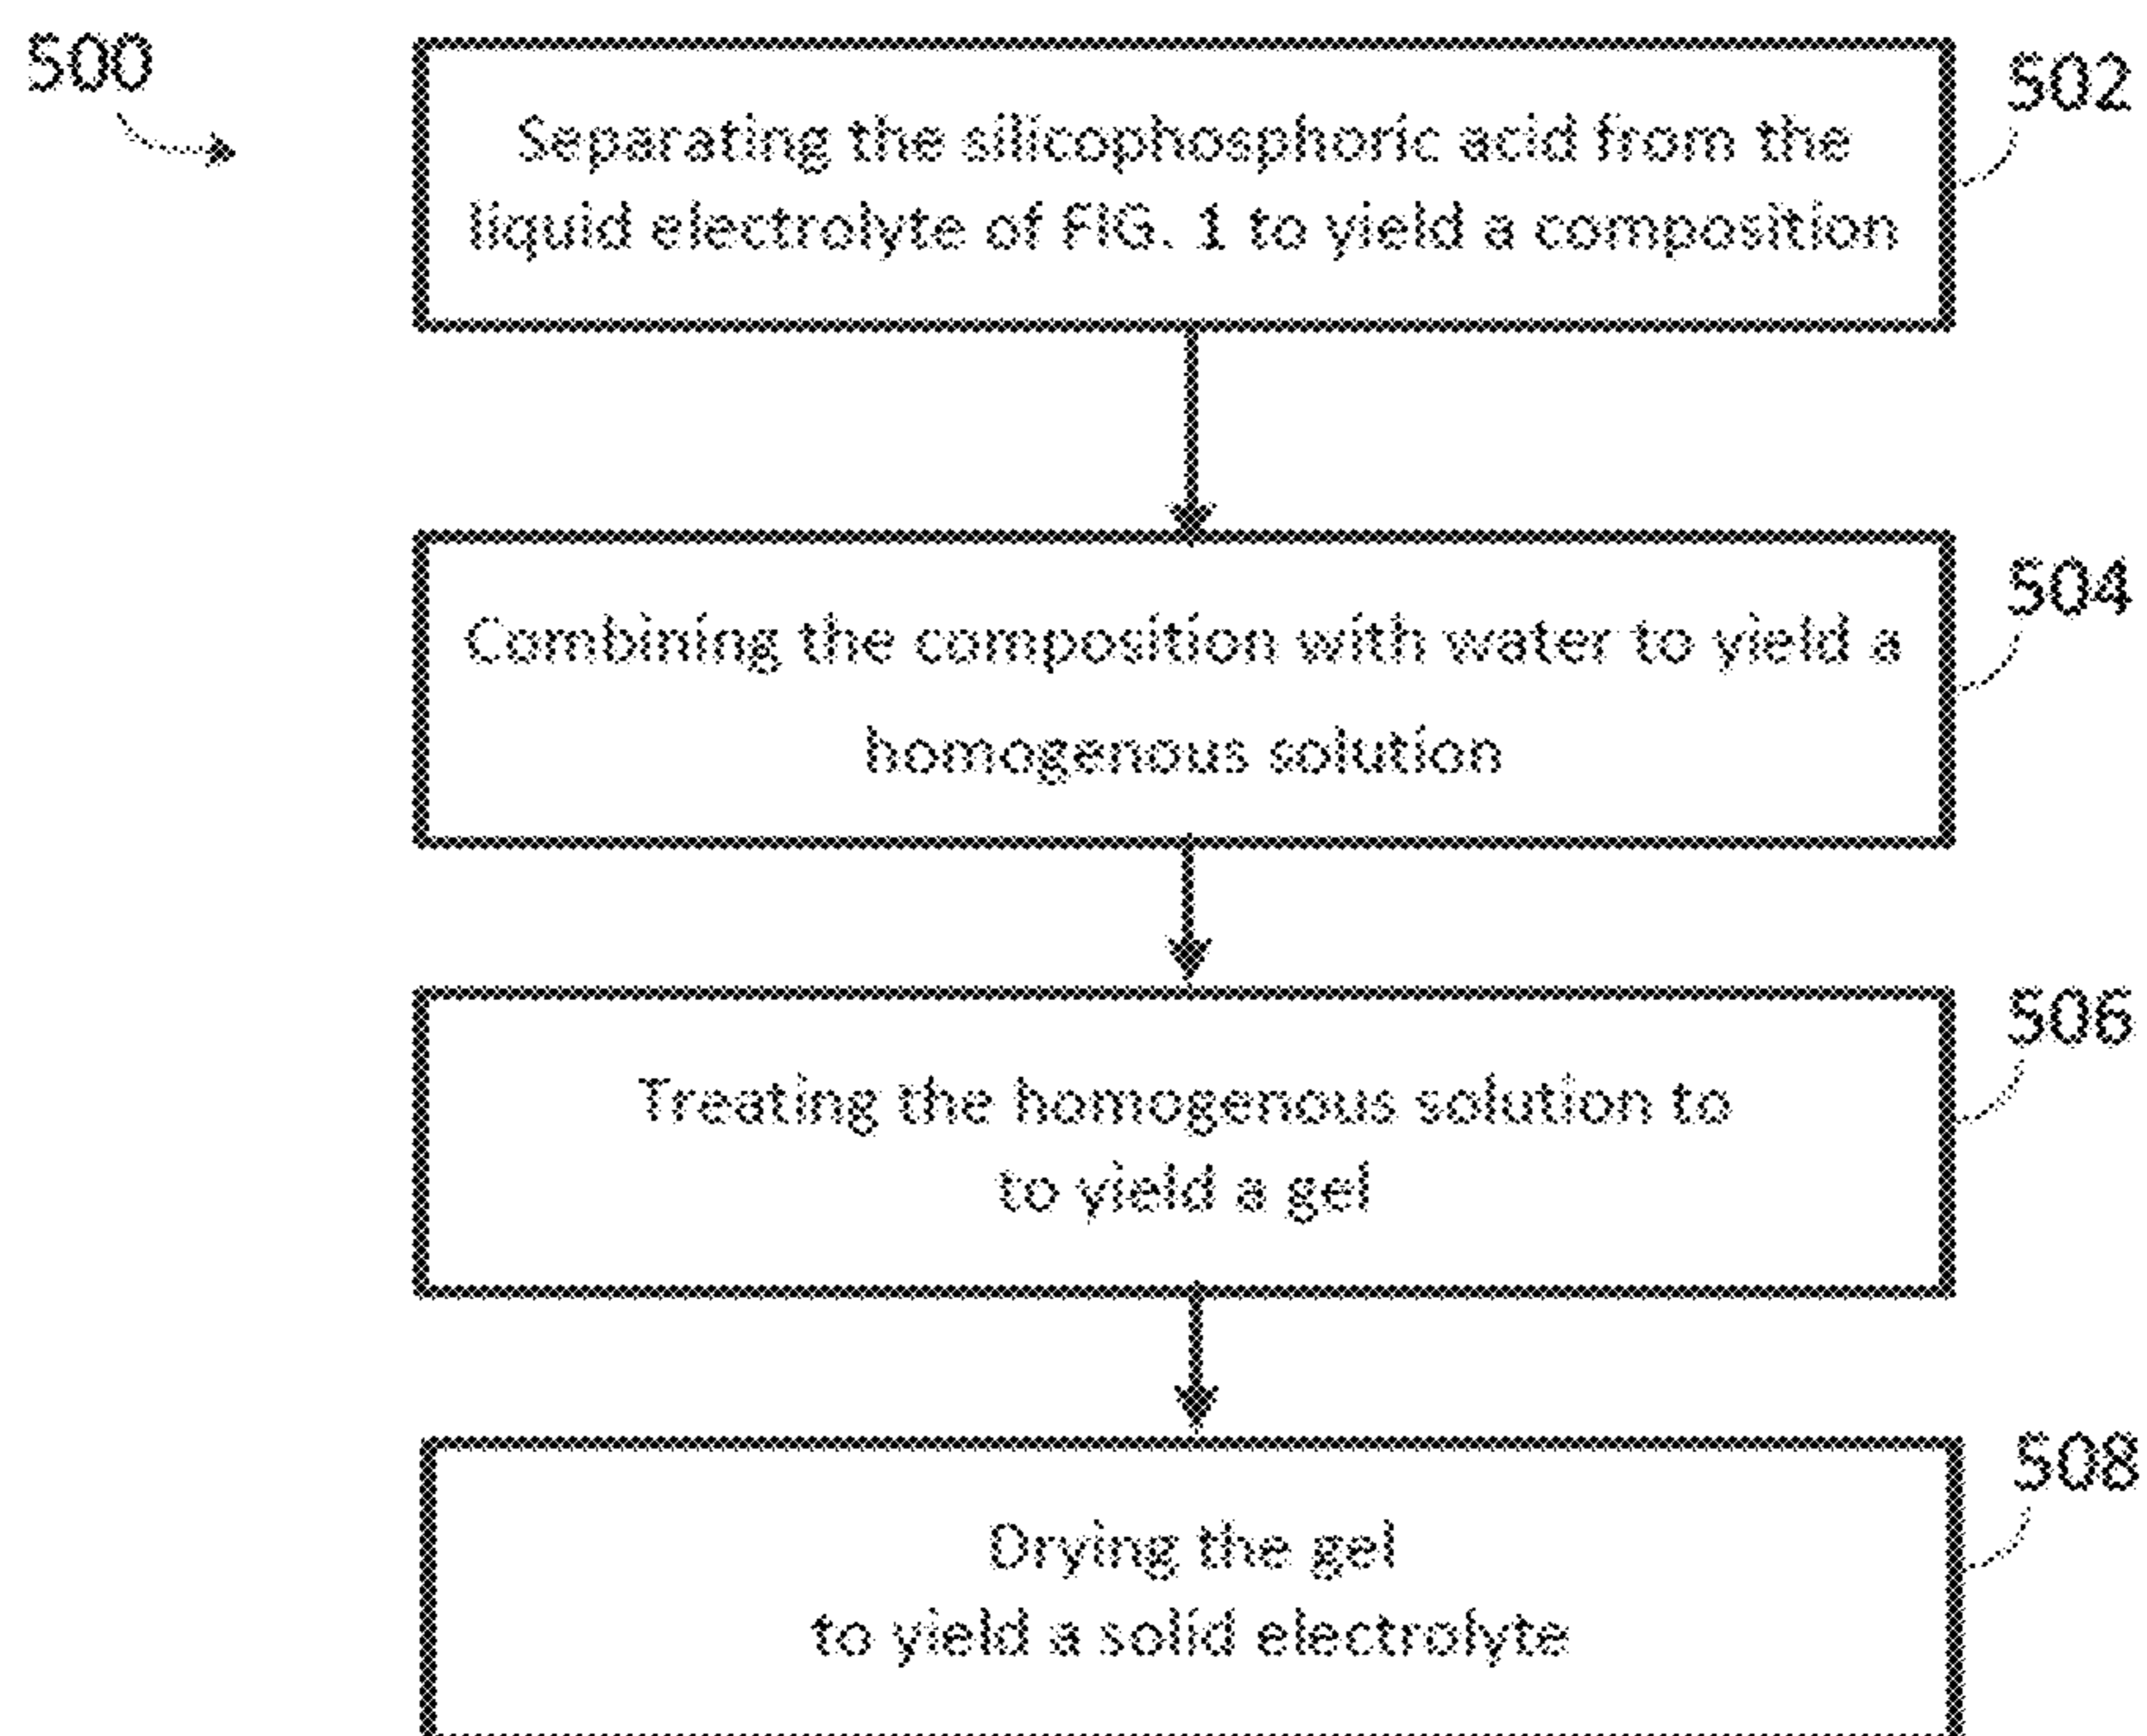 500
502
Separating the silicophosphoric acid from the
liquid electrolyte of FIG. 1 to yield a composition
504
Combining the composition with water to yield a
homogenous solution
506
Treating the homogenous solution to
to yield a gel
508
Drying the gel
to yield a solid electrolyte